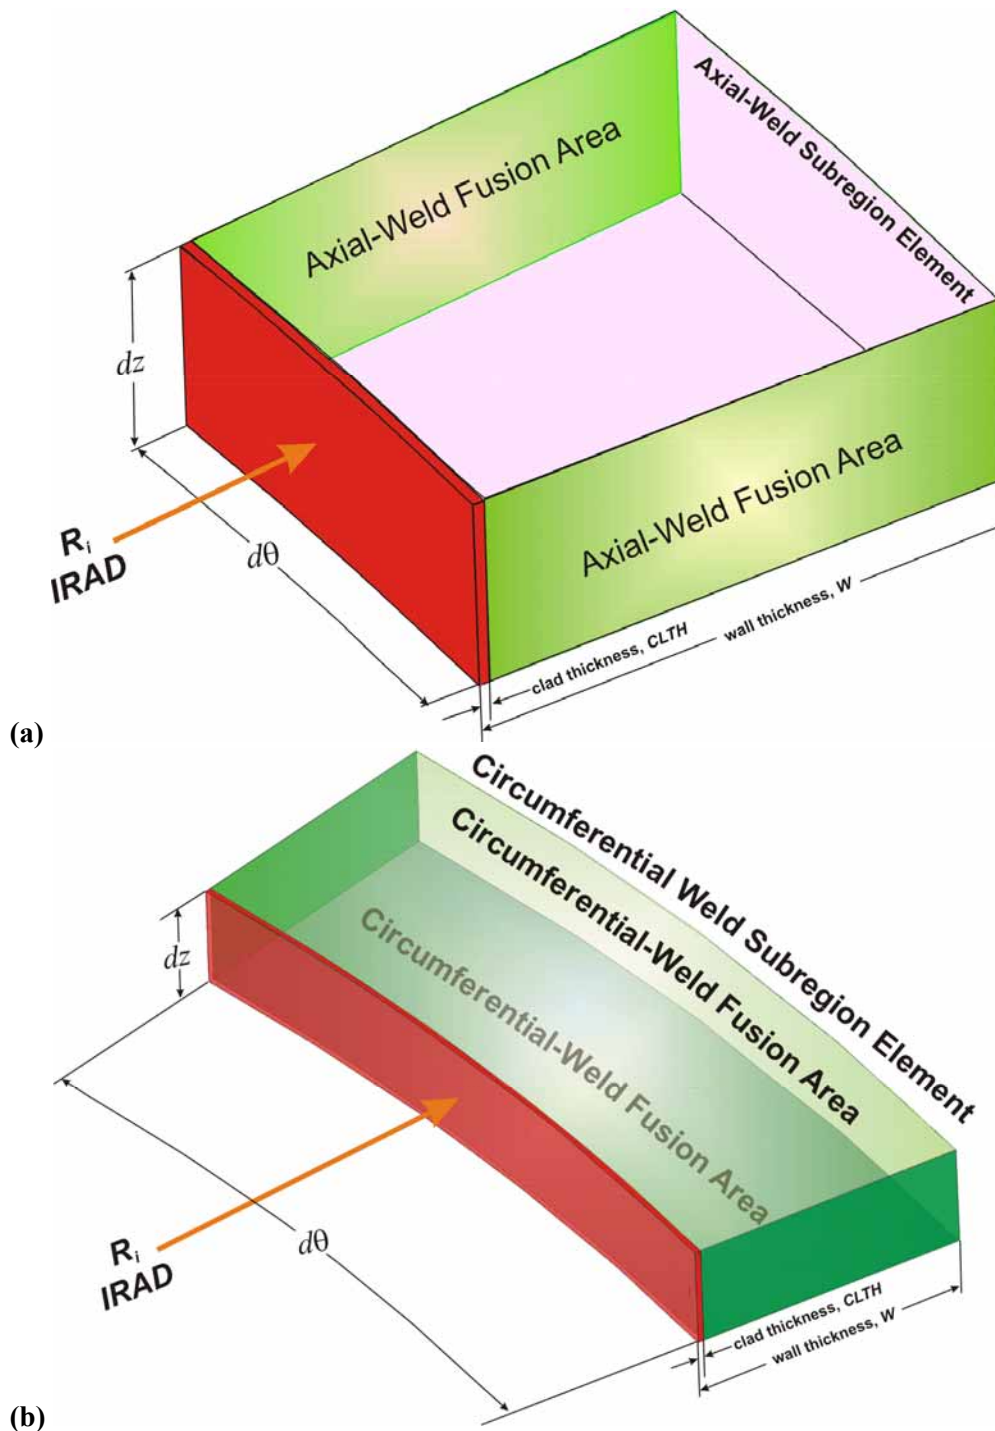 Axial-Weld Fusion Area
Axial-Weld Subregion Element
dz
Axial-Weld Fusion Area
Ri
IRAD
dθ
clad thickness, CLTH
wall thickness, W
(a)
Circumferential Weld Subregion Element
Circumferential-Weld Fusion Area
Circumferential-Weld Fusion Area
dz
Ri
IRAD
dθ
clad thickness, CLTH
wall thickness, W
(b)